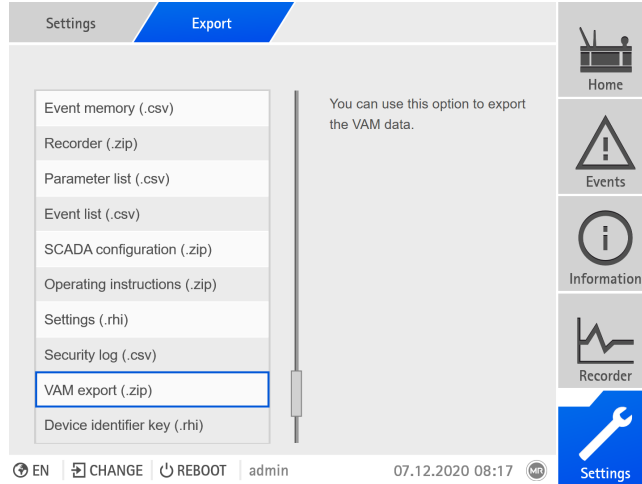 Settings
Export
Home
Event memory (.csv)
Recorder (.zip)
Parameter list (.csv)
Event list (.csv)
SCADA configuration (.zip)
Operating instructions (.zip)
Settings (.rhi)
Security log (.csv)
VAM export (.zip)
Device identifier key (.rhi)
You can use this option to export
the VAM data.
Events
Information
Recorder
Settings
EN
CHANGE
REBOOT
admin
07.12.2020 08:17
MR